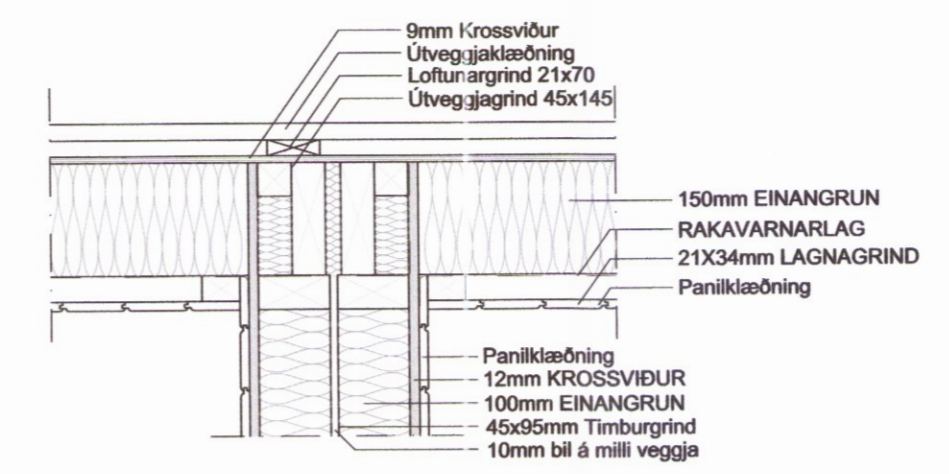 9mm Krossviður
Útveggjaklæðning
Loftunargrind 21x70
Útveggjagrind 45x145
150mm EINANGRUN
RAKAVARNARLAG
21X34mm LAGNAGRIND
Panilklæðning
Panilklæðning
12mm KROSSVIÐUR
100mm EINANGRUN
45x95mm Timburgrind
10mm bil á milli veggja